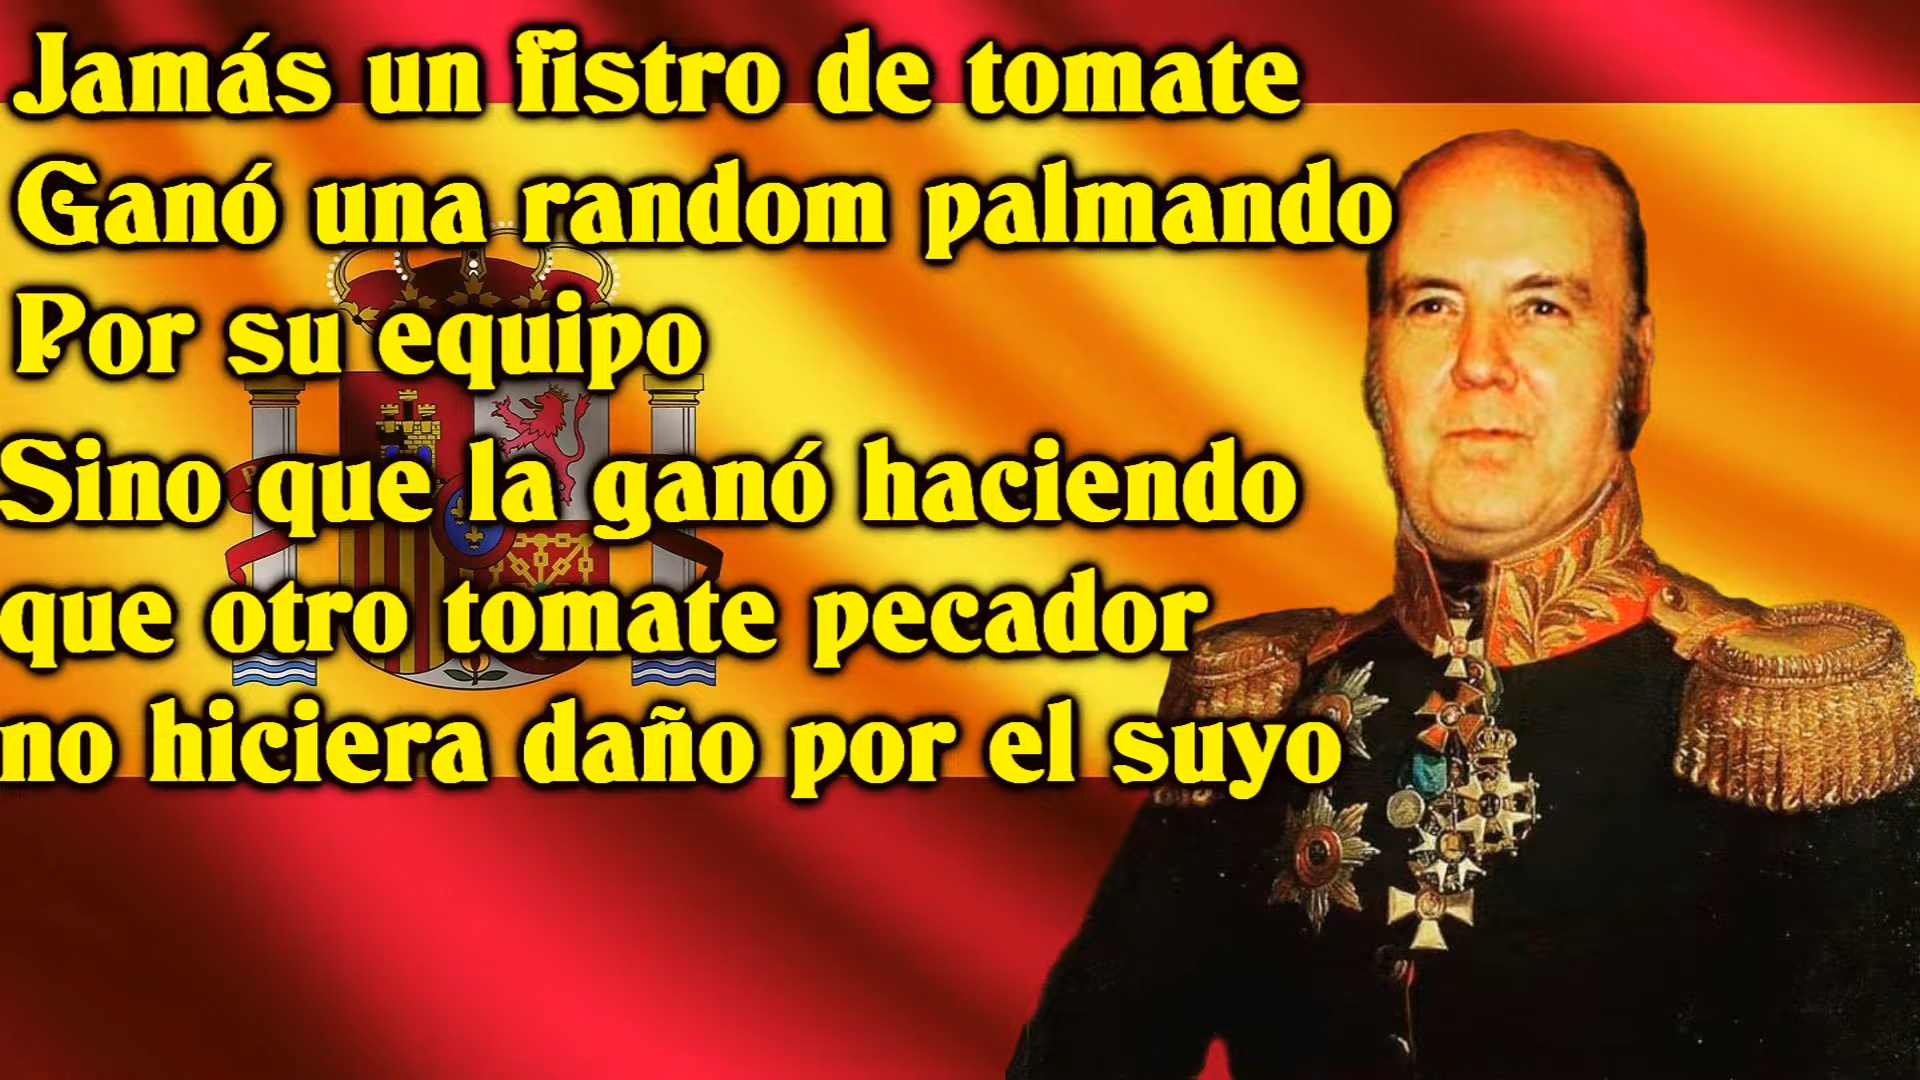 Jamás un fistro de tomate
Ganó una random palmando
Por su equipo
Sino que la ganó haciendo
que otro tomate pecador
no hiciera daño por el suyo